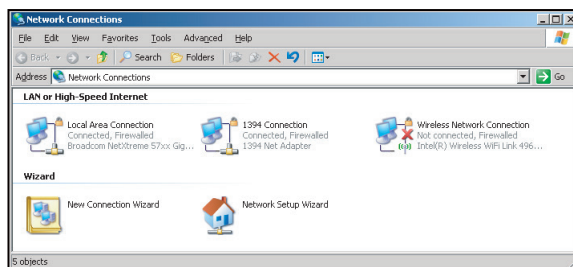 Network Connections
File Edit View Favorites Tools Advanced Help
Back Search Folders
Address Network Connections Go
LAN or High-Speed Internet
Local Area Connection
Connected, Firewalled
Broadcom NetXtreme 57xx Gig...
1394 Connection
Connected, Firewalled
1394 Net Adapter
Wireless Network Connection
Not connected, Firewalled
Intel(R) Wireless WiFi Link 496...
Wizard
New Connection Wizard
Network Setup Wizard
5 objects